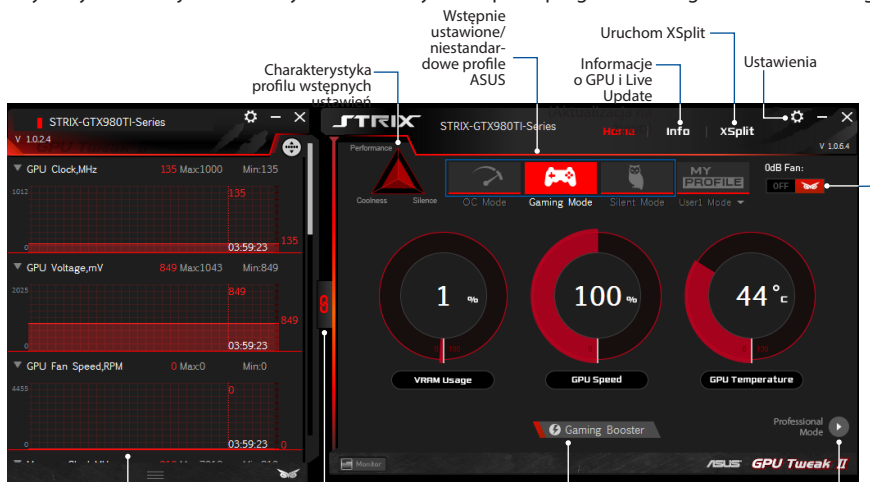 Wstępnie
ustawione/
niestandar-
dowe profile
ASUS
Uruchom XSplit
Informacje
o GPU i Live
Update
Ustawienia
Charakterystyka
profilu wstępnych
ustawień
STRIX-GTX980TI-Series
V 1.0.2.4
GPU Clock,MHz 135 Max:1000 Min:135
1012
135
135
0
03:59:23
GPU Voltage,mV 849 Max:1043 Min:849
2025
849
849
0
03:59:23
GPU Fan Speed,RPM 0 Max:0 Min:0
4455
0
0
03:59:23
0
STRIX
STRIX-GTX980TI-Series
Home Info XSplit
V 1.0.6.4
Performance
Coolness Silence
OC Mode
Gaming Mode
Silent Mode
MY
PROFILE
User1 Mode
0dB Fan:
OFF
1 %
VRAM Usage
100 %
GPU Speed
44 °c
GPU Temperature
Gaming Booster
Professional
Mode
Monitor
ASUS GPU Tweak II